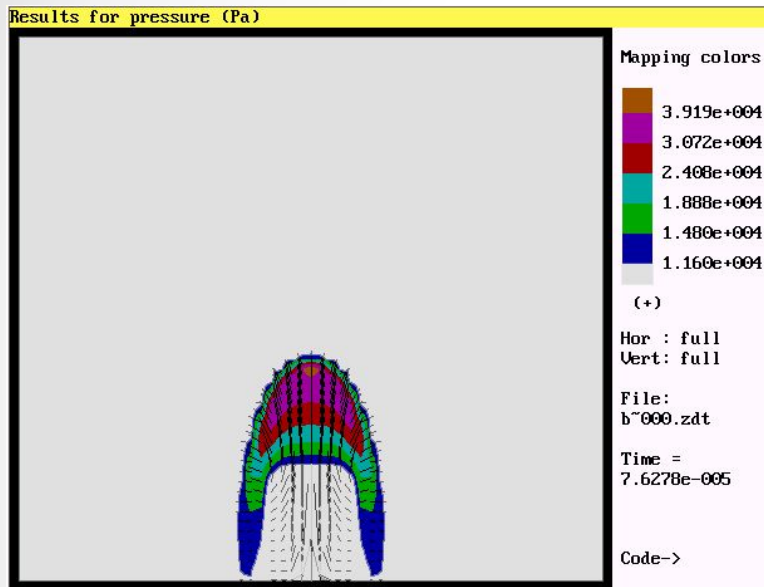 Results for pressure (Pa)
Mapping colors
3.919e+004
3.072e+004
2.408e+004
1.888e+004
1.480e+004
1.160e+004
(+)
Hor : full
Vert: full
File:
b~000.zdt
Time =
7.6278e-005
Code->